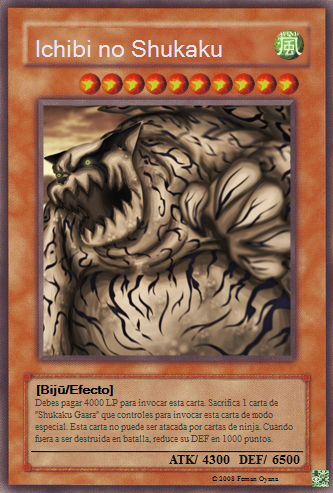 Ichibi no Shukaku
風
[Bijū/Efecto]
Debes pagar 4000 LP para invocar esta carta. Sacrifica 1 carta de
"Shukaku Gaara" que controles para invocar esta carta de modo
especial. Esta carta no puede ser atacada por cartas de ninja. Cuando
fuera a ser destruida en batalla, reduce su DEF en 1000 puntos.
ATK/ 4300 DEF/ 6500
©2008 Ferran Oyana